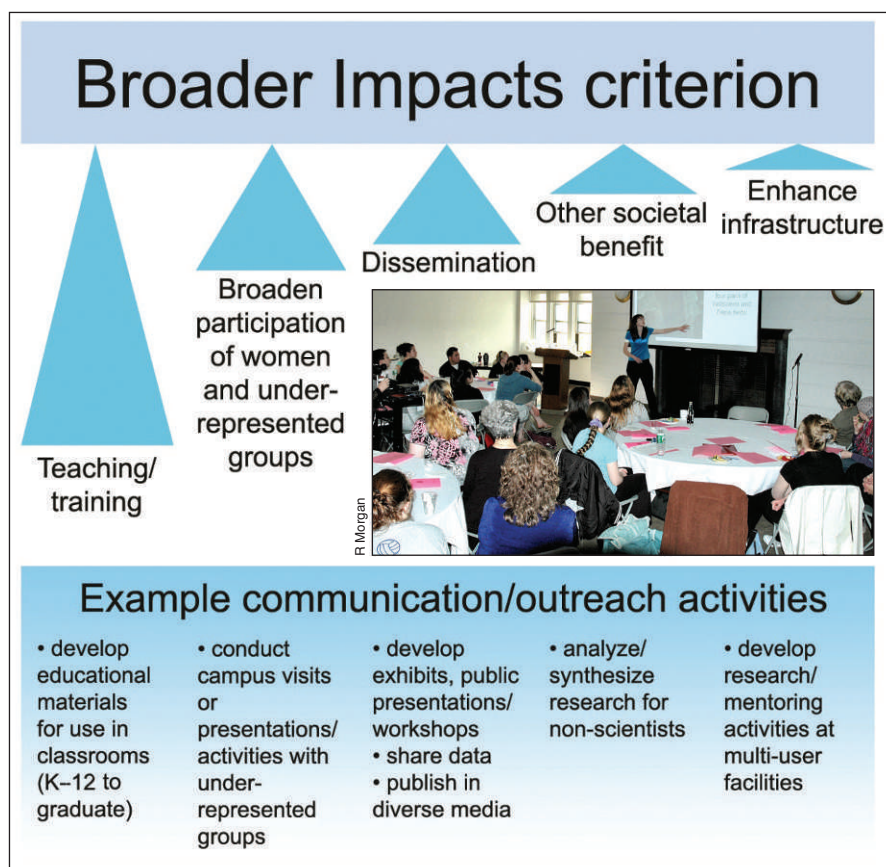 Broader Impacts criterion
Teaching/
training
Broaden
participation
of women
and under-
represented
groups
Dissemination
Other societal
benefit
Enhance
infrastructure
R Morgan
Example communication/outreach activities
• develop
educational
materials
for use in
classrooms
(K–12 to
graduate)
• conduct
campus visits
or
presentations/
activities with
under-
represented
groups
• develop
exhibits, public
presentations/
workshops
• share data
• publish in
diverse media
• analyze/
synthesize
research for
non-scientists
• develop
research/
mentoring
activities at
multi-user
facilities